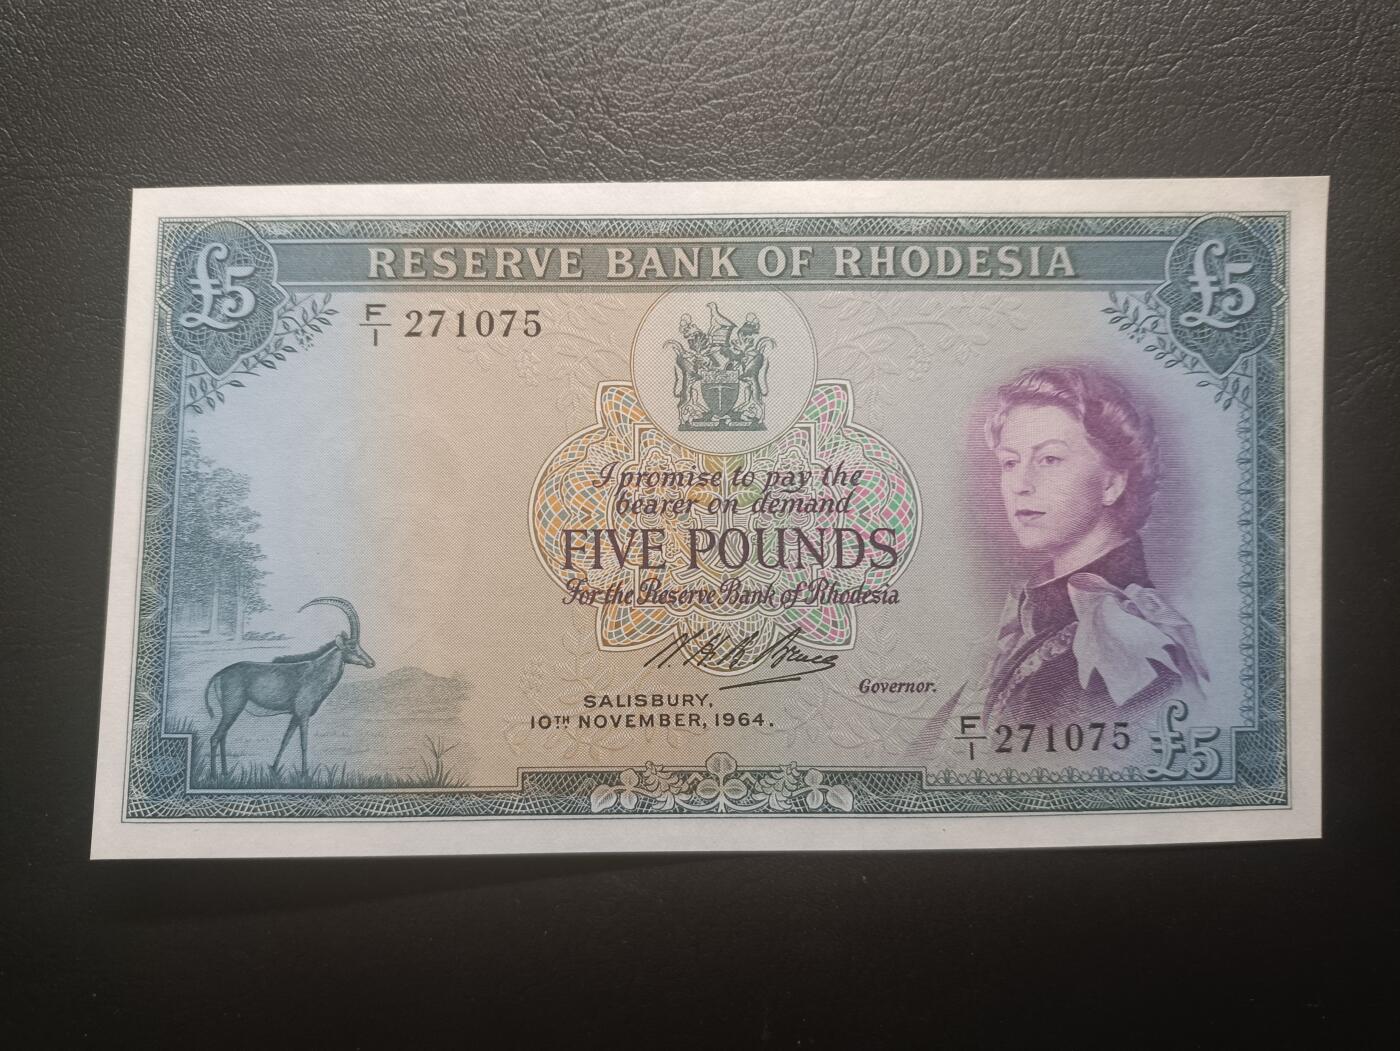 £5
RESERVE BANK OF RHODESIA
£5
F/1 271075
I promise to pay the
bearer on demand
FIVE POUNDS
For the Reserve Bank of Rhodesia
Governor.
SALISBURY,
10TH NOVEMBER, 1964.
F/1 271075
£5